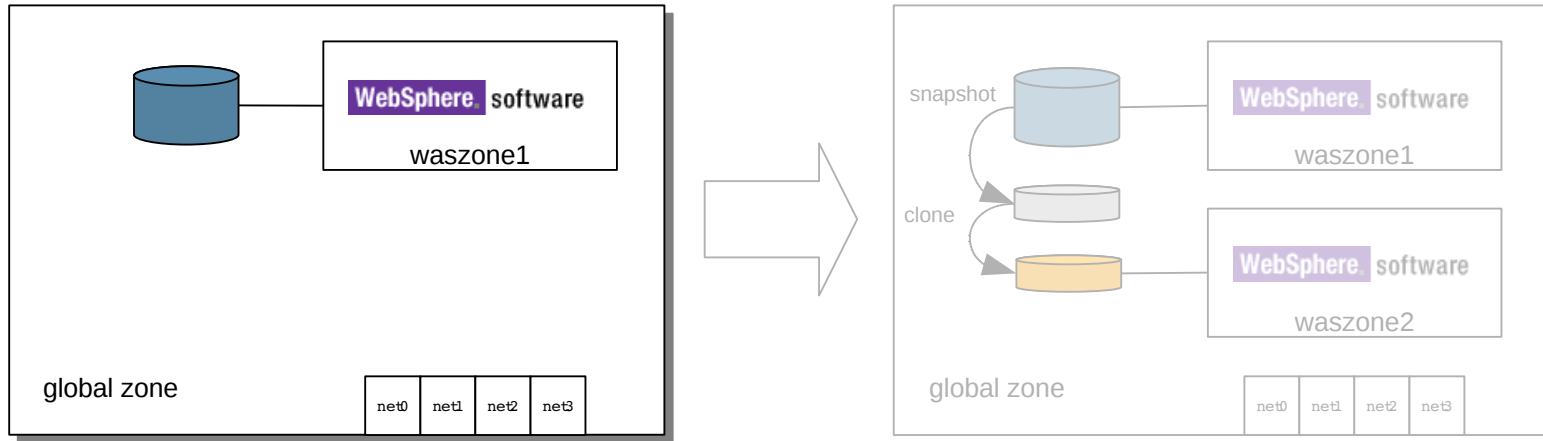 WebSphere. software
waszone1
global zone
net0 net1 net2 net3
snapshot
WebSphere. software
waszone1
clone
WebSphere. software
waszone2
global zone
net0 net1 net2 net3